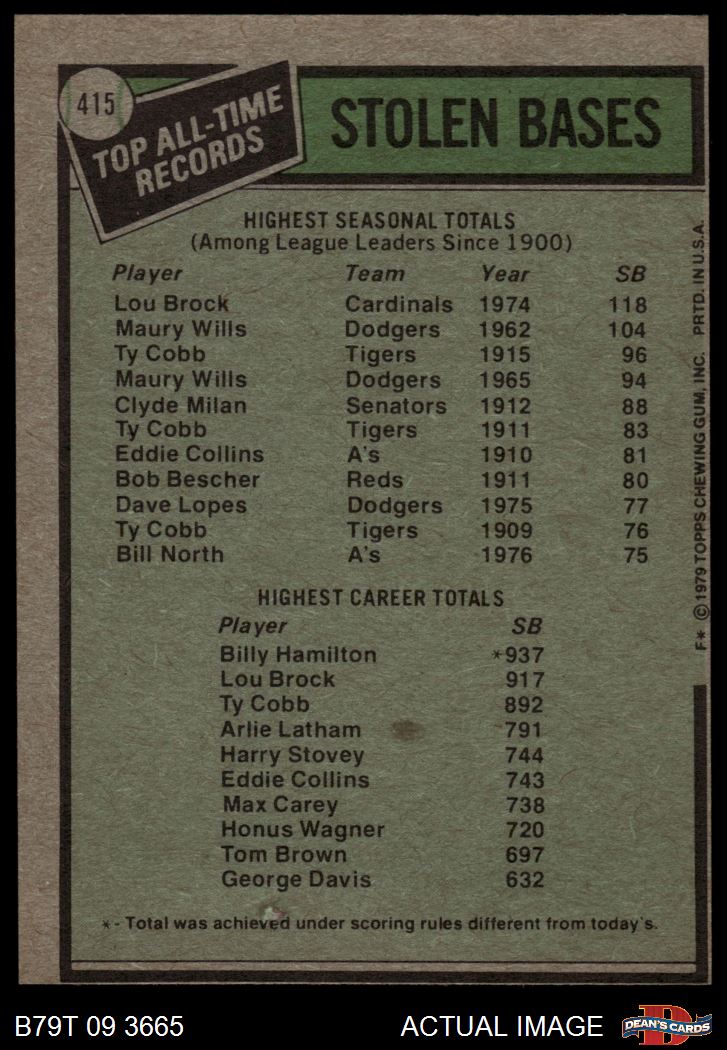 415
TOP ALL-TIME
RECORDS
STOLEN BASES
HIGHEST SEASONAL TOTALS
(Among League Leaders Since 1900)
Player Team Year SB
Lou Brock Cardinals 1974 118
Maury Wills Dodgers 1962 104
Ty Cobb Tigers 1915 96
Maury Wills Dodgers 1965 94
Clyde Milan Senators 1912 88
Ty Cobb Tigers 1911 83
Eddie Collins A's 1910 81
Bob Bescher Reds 1911 80
Dave Lopes Dodgers 1975 77
Ty Cobb Tigers 1909 76
Bill North A's 1976 75
HIGHEST CAREER TOTALS
Player SB
Billy Hamilton *937
Lou Brock 917
Ty Cobb 892
Arlie Latham 791
Harry Stovey 744
Eddie Collins 743
Max Carey 738
Honus Wagner 720
Tom Brown 697
George Davis 632
*- Total was achieved under scoring rules different from today's.
F* © 1979 TOPPS CHEWING GUM, INC. PRTD. IN U.S.A.
B79T 09 3665 ACTUAL IMAGE
D
DEAN'S CARDS